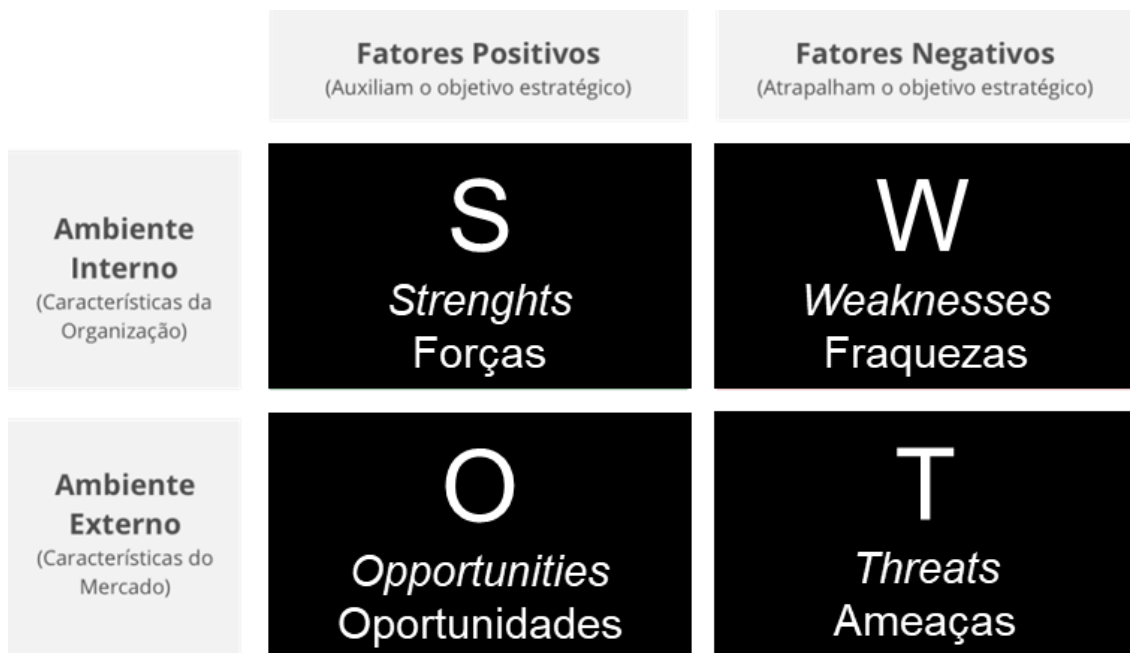 Fatores Positivos
(Auxiliam o objetivo estratégico)
Fatores Negativos
(Atrapalham o objetivo estratégico)
Ambiente
Interno
(Características da
Organização)
S
Strenghts
Forças
W
Weaknesses
Fraquezas
Ambiente
Externo
(Características do
Mercado)
O
Opportunities
Oportunidades
T
Threats
Ameaças